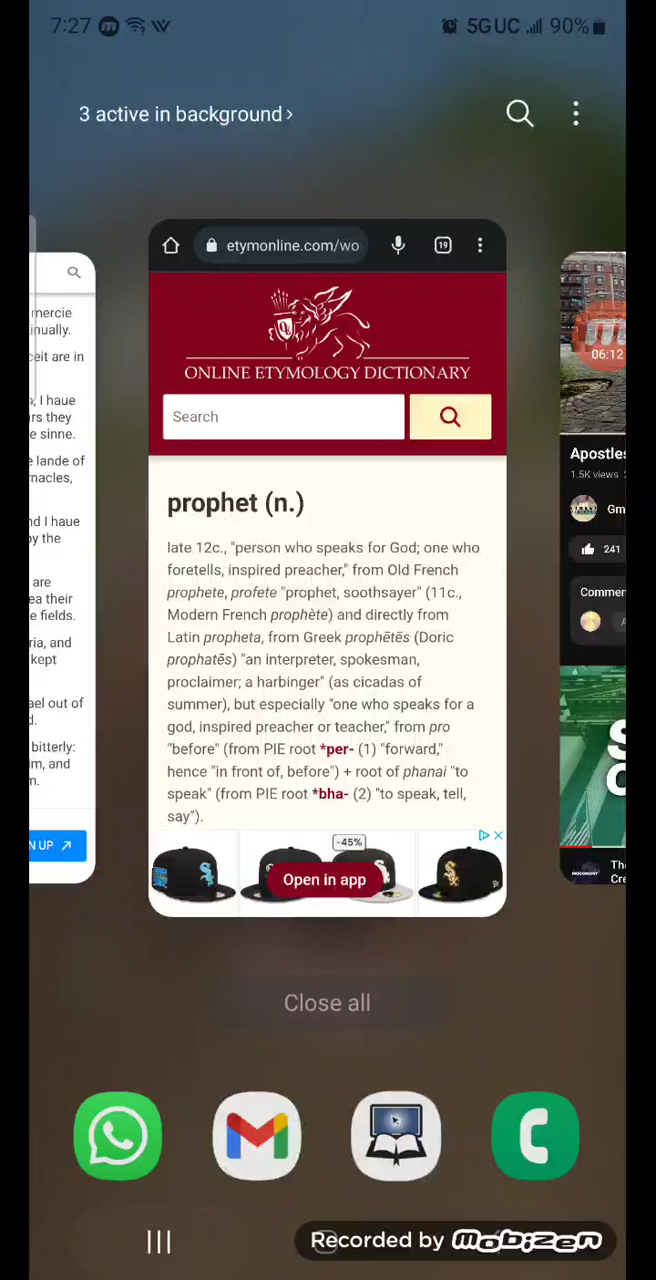 7:27 5G UC 90%
3 active in background >
etymonline.com/wo 19
mercie
inually.
ceit are in
, I haue
rs they
e sinne.
e lande of
nacles,
nd I haue
by the
are
ea their
e fields.
ria, and
kept
ael out of
d.
bitterly:
im, and
m.
N UP
ONLINE ETYMOLOGY DICTIONARY
Search
prophet (n.)
late 12c., "person who speaks for God; one who
foretells, inspired preacher," from Old French
prophete, profete "prophet, soothsayer" (11c.,
Modern French prophète) and directly from
Latin propheta, from Greek prophētēs (Doric
prophatēs) "an interpreter, spokesman,
proclaimer; a harbinger" (as cicadas of
summer), but especially "one who speaks for a
god, inspired preacher or teacher," from pro
"before" (from PIE root *per- (1) "forward,"
hence "in front of, before") + root of phanai "to
speak" (from PIE root *bha- (2) "to speak, tell,
say").
-45%
Open in app
06:12
Apostles
1.5K views
Gm
241
Commen
A
The
Cre
Close all
Recorded by mobizen